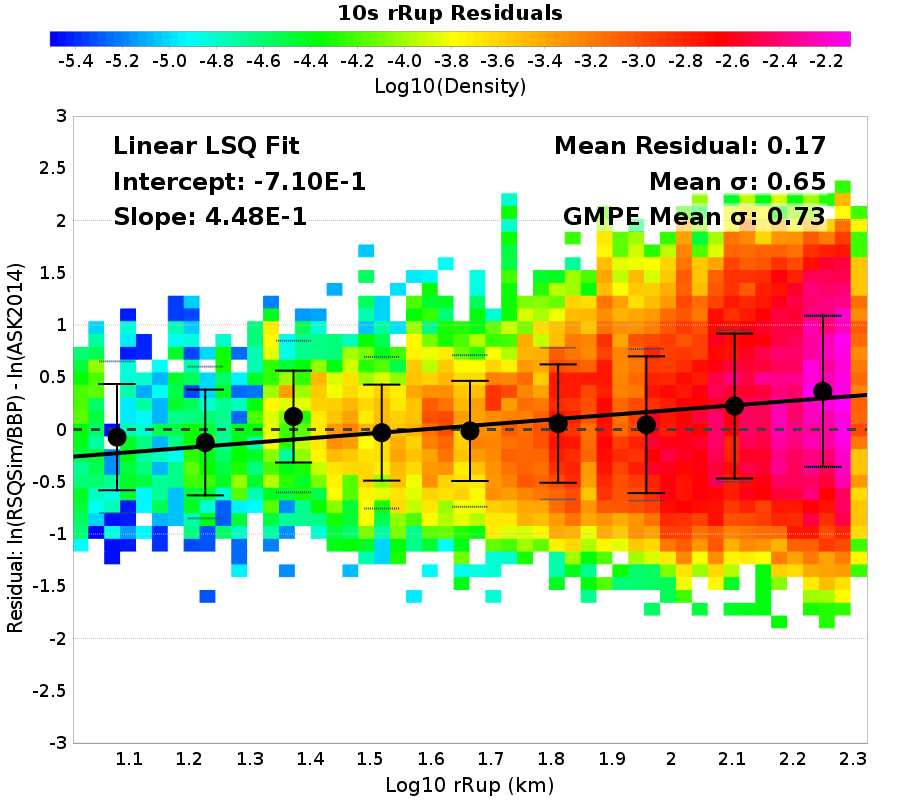 10s rRup Residuals
-5.4 -5.2 -5.0 -4.8 -4.6 -4.4 -4.2 -4.0 -3.8 -3.6 -3.4 -3.2 -3.0 -2.8 -2.6 -2.4 -2.2
Log10(Density)
Linear LSQ Fit
Intercept: -7.10E-1
Slope: 4.48E-1
Mean Residual: 0.17
Mean σ: 0.65
GMPE Mean σ: 0.73
Residual: ln(RSQSim/BBP) - ln(ASK2014)
3
2.5
2
1.5
1
0.5
0
-0.5
-1
-1.5
-2
-2.5
-3
1.1 1.2 1.3 1.4 1.5 1.6 1.7 1.8 1.9 2 2.1 2.2 2.3
Log10 rRup (km)